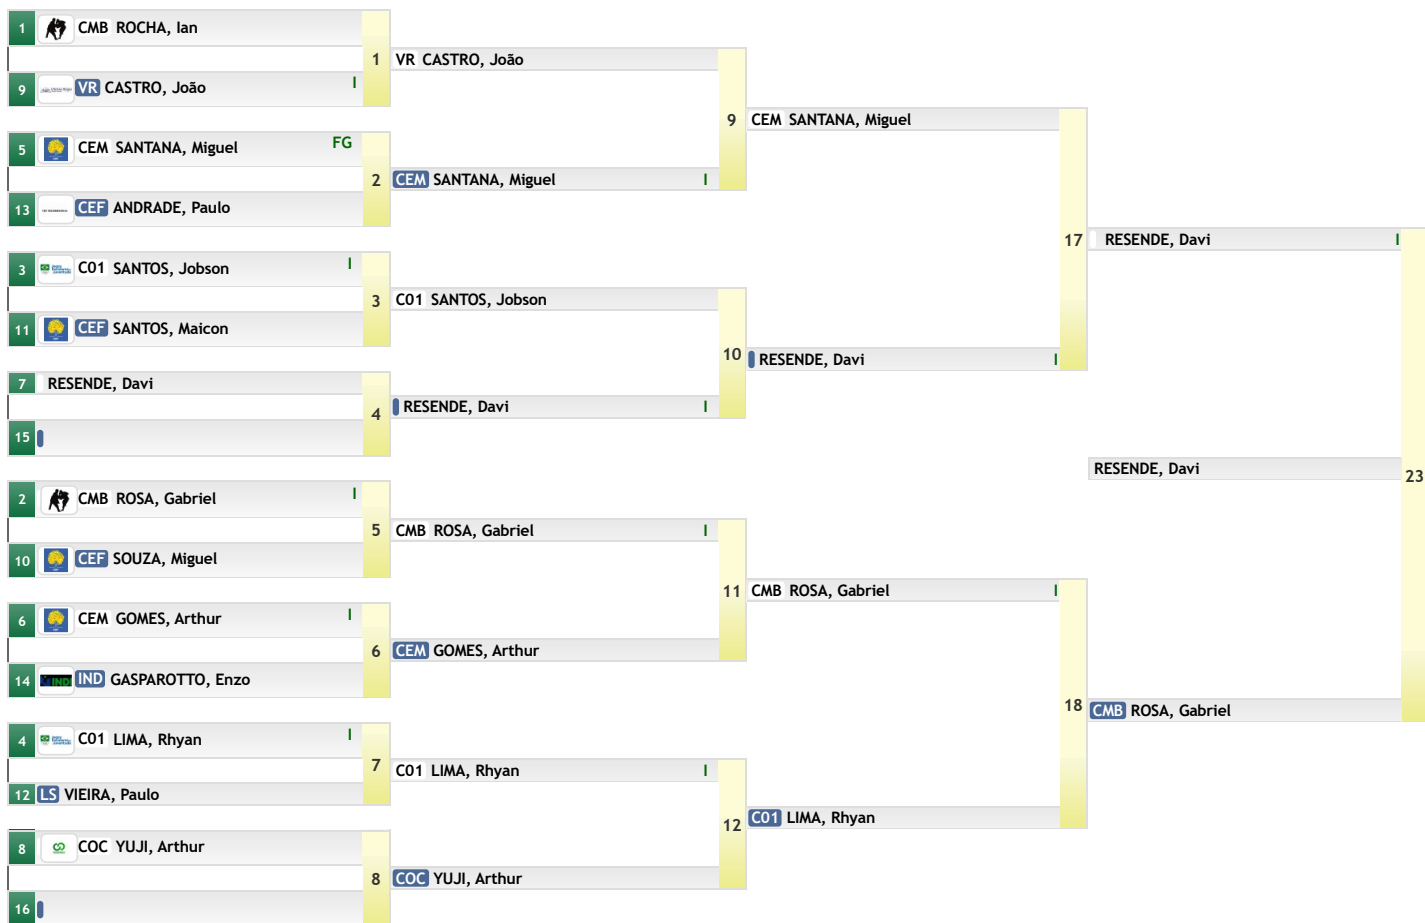 1 CMB ROCHA, Ian
9 VR CASTRO, João I
1
5 CEM SANTANA, Miguel FG
13 CEF ANDRADE, Paulo
2
3 C01 SANTOS, Jobson I
11 CEF SANTOS, Maicon
3
7 RESENDE, Davi
15
4
2 CMB ROSA, Gabriel I
10 CEF SOUZA, Miguel
5
6 CEM GOMES, Arthur I
14 IND IND GASPAROTTO, Enzo
6
4 C01 LIMA, Rhyan I
12 LS VIEIRA, Paulo
7
8 COC YUJI, Arthur
16
8
VR CASTRO, João
CEM SANTANA, Miguel I
9
C01 SANTOS, Jobson
RESENDE, Davi I
10
CMB ROSA, Gabriel I
CEM GOMES, Arthur
11
C01 LIMA, Rhyan I
COC YUJI, Arthur
12
CEM SANTANA, Miguel
RESENDE, Davi I
17
CMB ROSA, Gabriel I
C01 LIMA, Rhyan
18
RESENDE, Davi I
RESENDE, Davi
CMB ROSA, Gabriel
23